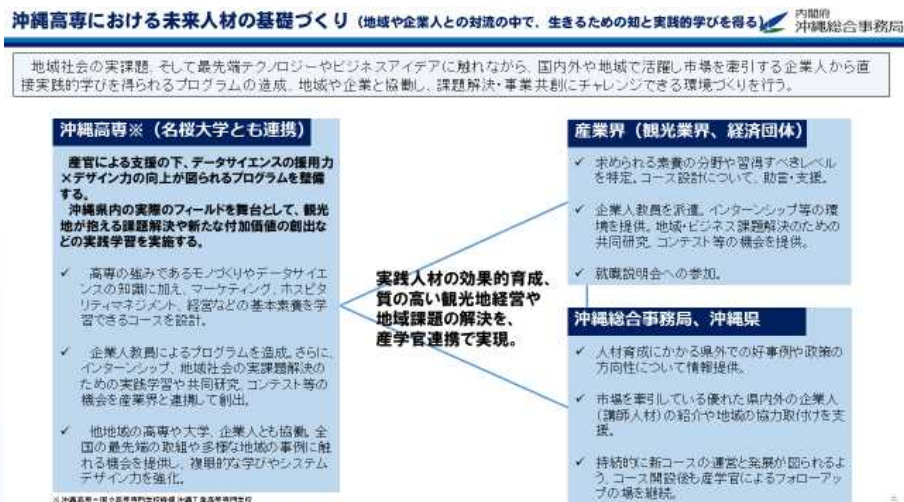 沖縄高専における未来人材の基礎づくり（地域や企業人との対流の中で、生きるための知と実践的学びを得る）
内閣府
沖縄総合事務局
地域社会の実課題、そして最先端テクノロジーやビジネスアイデアに触れながら、国内外や地域で活躍し市場を牽引する企業人から直
接実践的学びを得られるプログラムの造成、地域や企業と協働し、課題解決・事業共創にチャレンジできる環境づくりを行う。
沖縄高専※（名桜大学とも連携）
産官による支援の下、データサイエンスの援用力
×デザイン力の向上が図られるプログラムを整備
する。
沖縄県内の実際のフィールドを舞台として、観光
地が抱える課題解決や新たな付加価値の創出な
どの実践学習を実施する。
✓ 高専の強みであるモノづくりやデータサイエ
ンスの知識に加え、マーケティング、ホスピタ
リティマネジメント、経営などの基本素養を学
習できるコースを設計。
✓ 企業人教員によるプログラムを造成。さらに、
インターンシップ、地域社会の実課題解決の
ための実践学習や共同研究、コンテスト等の
機会を産業界と連携して創出。
✓ 他地域の高専や大学、企業人とも協働。全
国の最先端の取組や多様な地域の事例に触
れる機会を提供し、複眼的な学びやシステム
デザイン力を強化。
※沖縄高専＝国立高等専門学校機構 沖縄工業高等専門学校
実践人材の効果的育成、
質の高い観光地経営や
地域課題の解決を、
産学官連携で実現。
産業界（観光業界、経済団体）
✓ 求められる素養の分野や習得すべきレベル
を特定。コース設計について、助言・支援。
✓ 企業人教員を派遣。インターンシップ等の環
境を提供。地域・ビジネス課題解決のための
共同研究、コンテスト等の機会を提供。
✓ 就職説明会への参加。
沖縄総合事務局、沖縄県
✓ 人材育成にかかる県外での好事例や政策の
方向性について情報提供。
✓ 市場を牽引している優れた県内外の企業人
（講師人材）の紹介や地域の協力取付けを支
援。
✓ 持続的に新コースの運営と発展が図られるよ
う、コース開設後も産学官によるフォローアッ
プの場を継続。